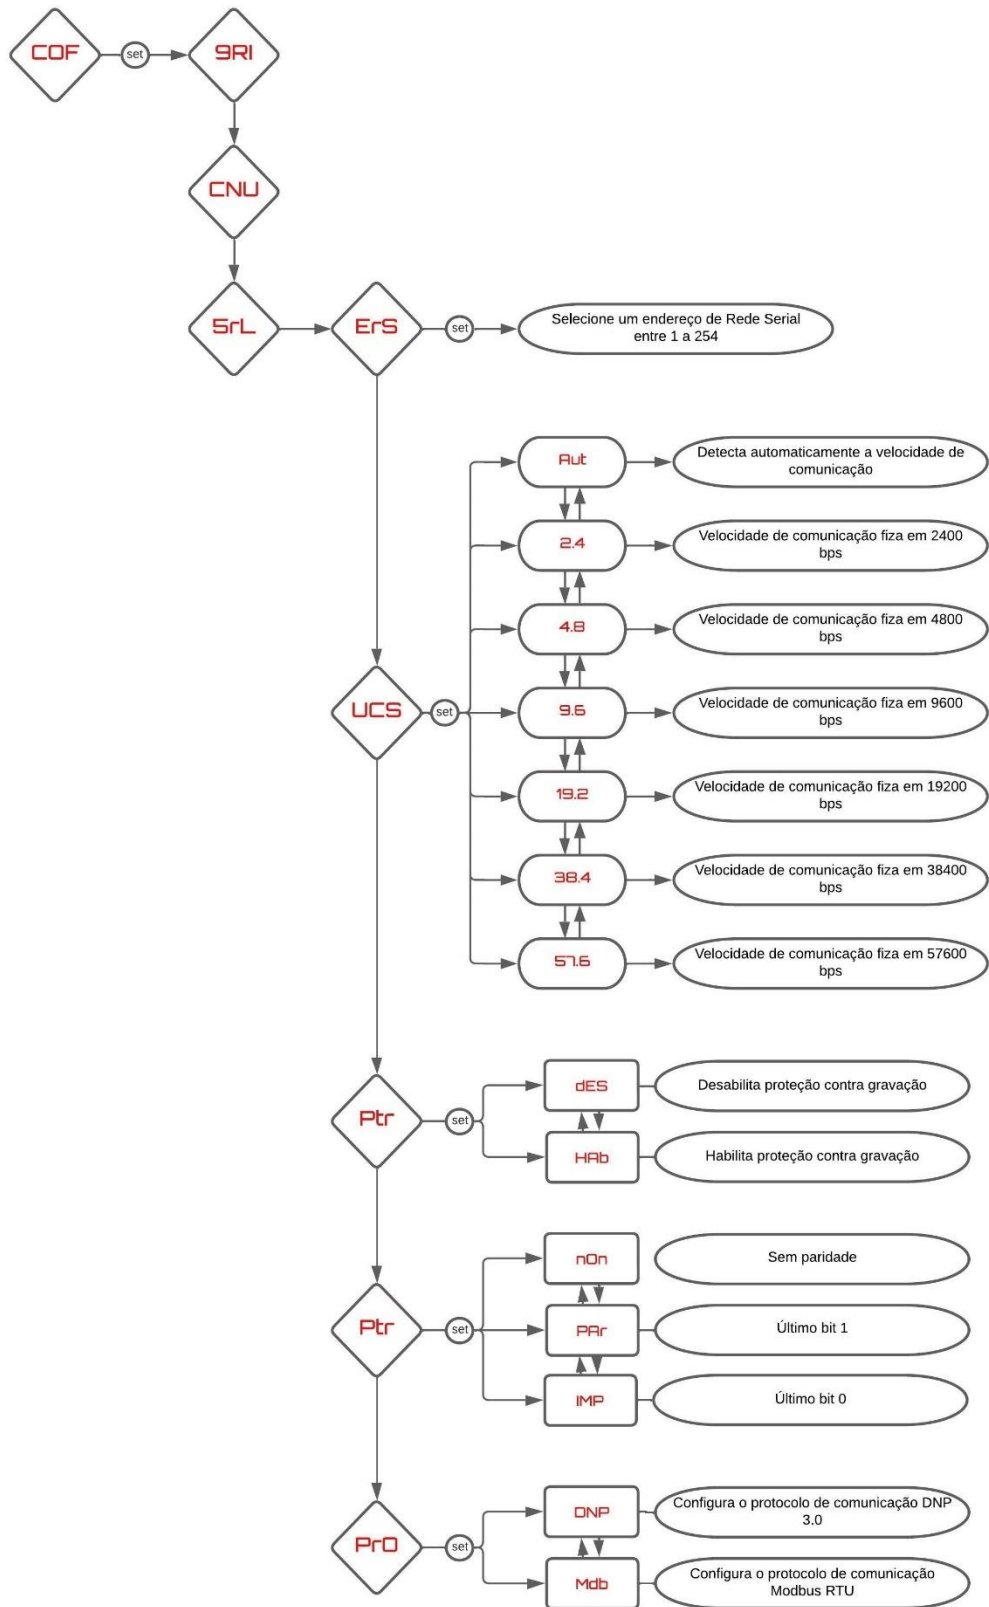 COF
set
9RI
CNU
SrL
ErS
set
Selecione um endereço de Rede Serial
entre 1 a 254
Aut
Detecta automaticamente a velocidade de
comunicação
2.4
Velocidade de comunicação fiza em 2400
bps
4.8
Velocidade de comunicação fiza em 4800
bps
UCS
set
9.6
Velocidade de comunicação fiza em 9600
bps
19.2
Velocidade de comunicação fiza em 19200
bps
38.4
Velocidade de comunicação fiza em 38400
bps
57.6
Velocidade de comunicação fiza em 57600
bps
Ptr
set
dES
Desabilita proteção contra gravação
HAb
Habilita proteção contra gravação
Ptr
set
nOn
Sem paridade
PAr
Último bit 1
IMP
Último bit 0
PrO
set
DNP
Configura o protocolo de comunicação DNP
3.0
Mdb
Configura o protocolo de comunicação
Modbus RTU